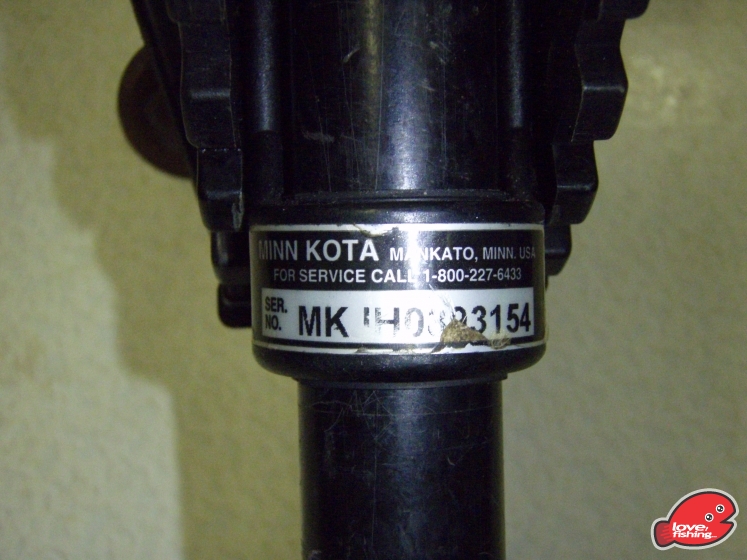 MINN KOTA MANKATO, MINN. USA
FOR SERVICE CALL 1-800-227-6433
SER.
NO. MK
love,
fishing...